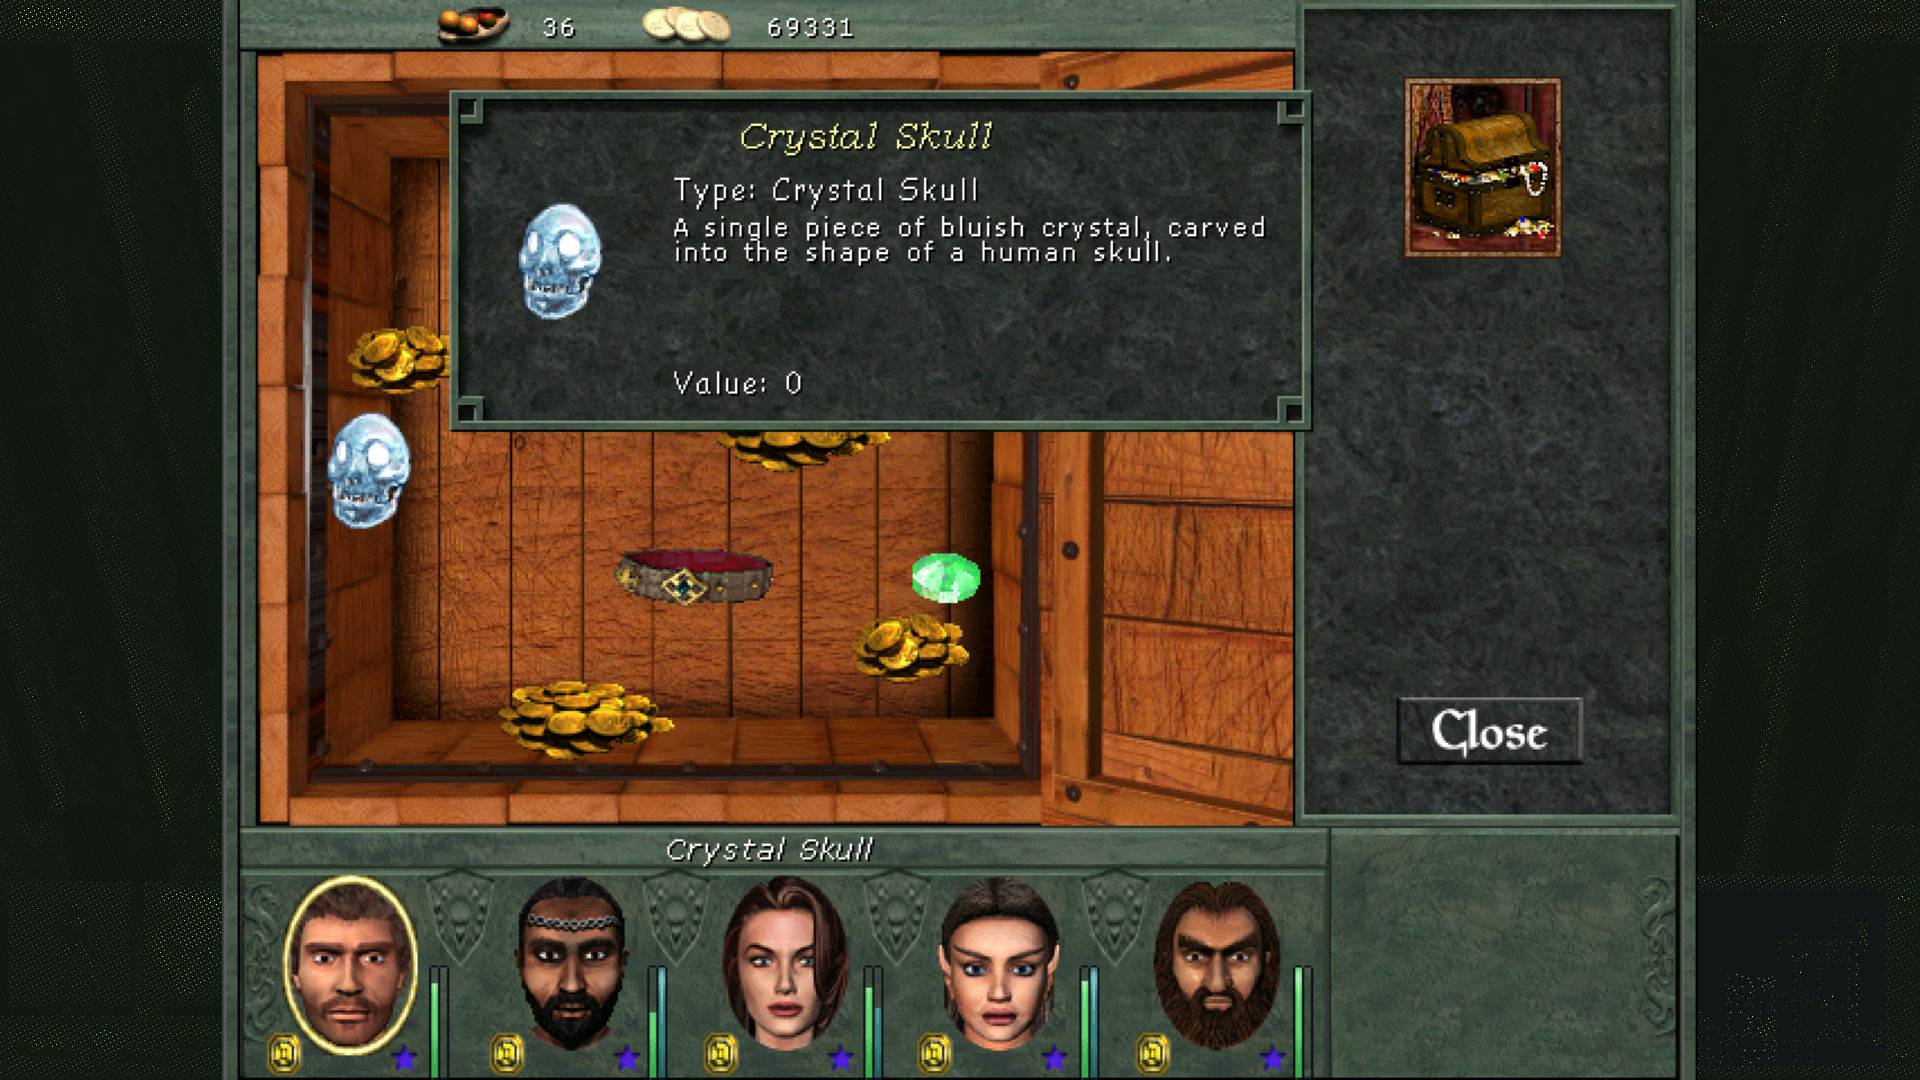 36
69331
Crystal Skull
Type: Crystal Skull
A single piece of bluish crystal, carved
into the shape of a human skull.
Value: 0
Close
Crystal Skull